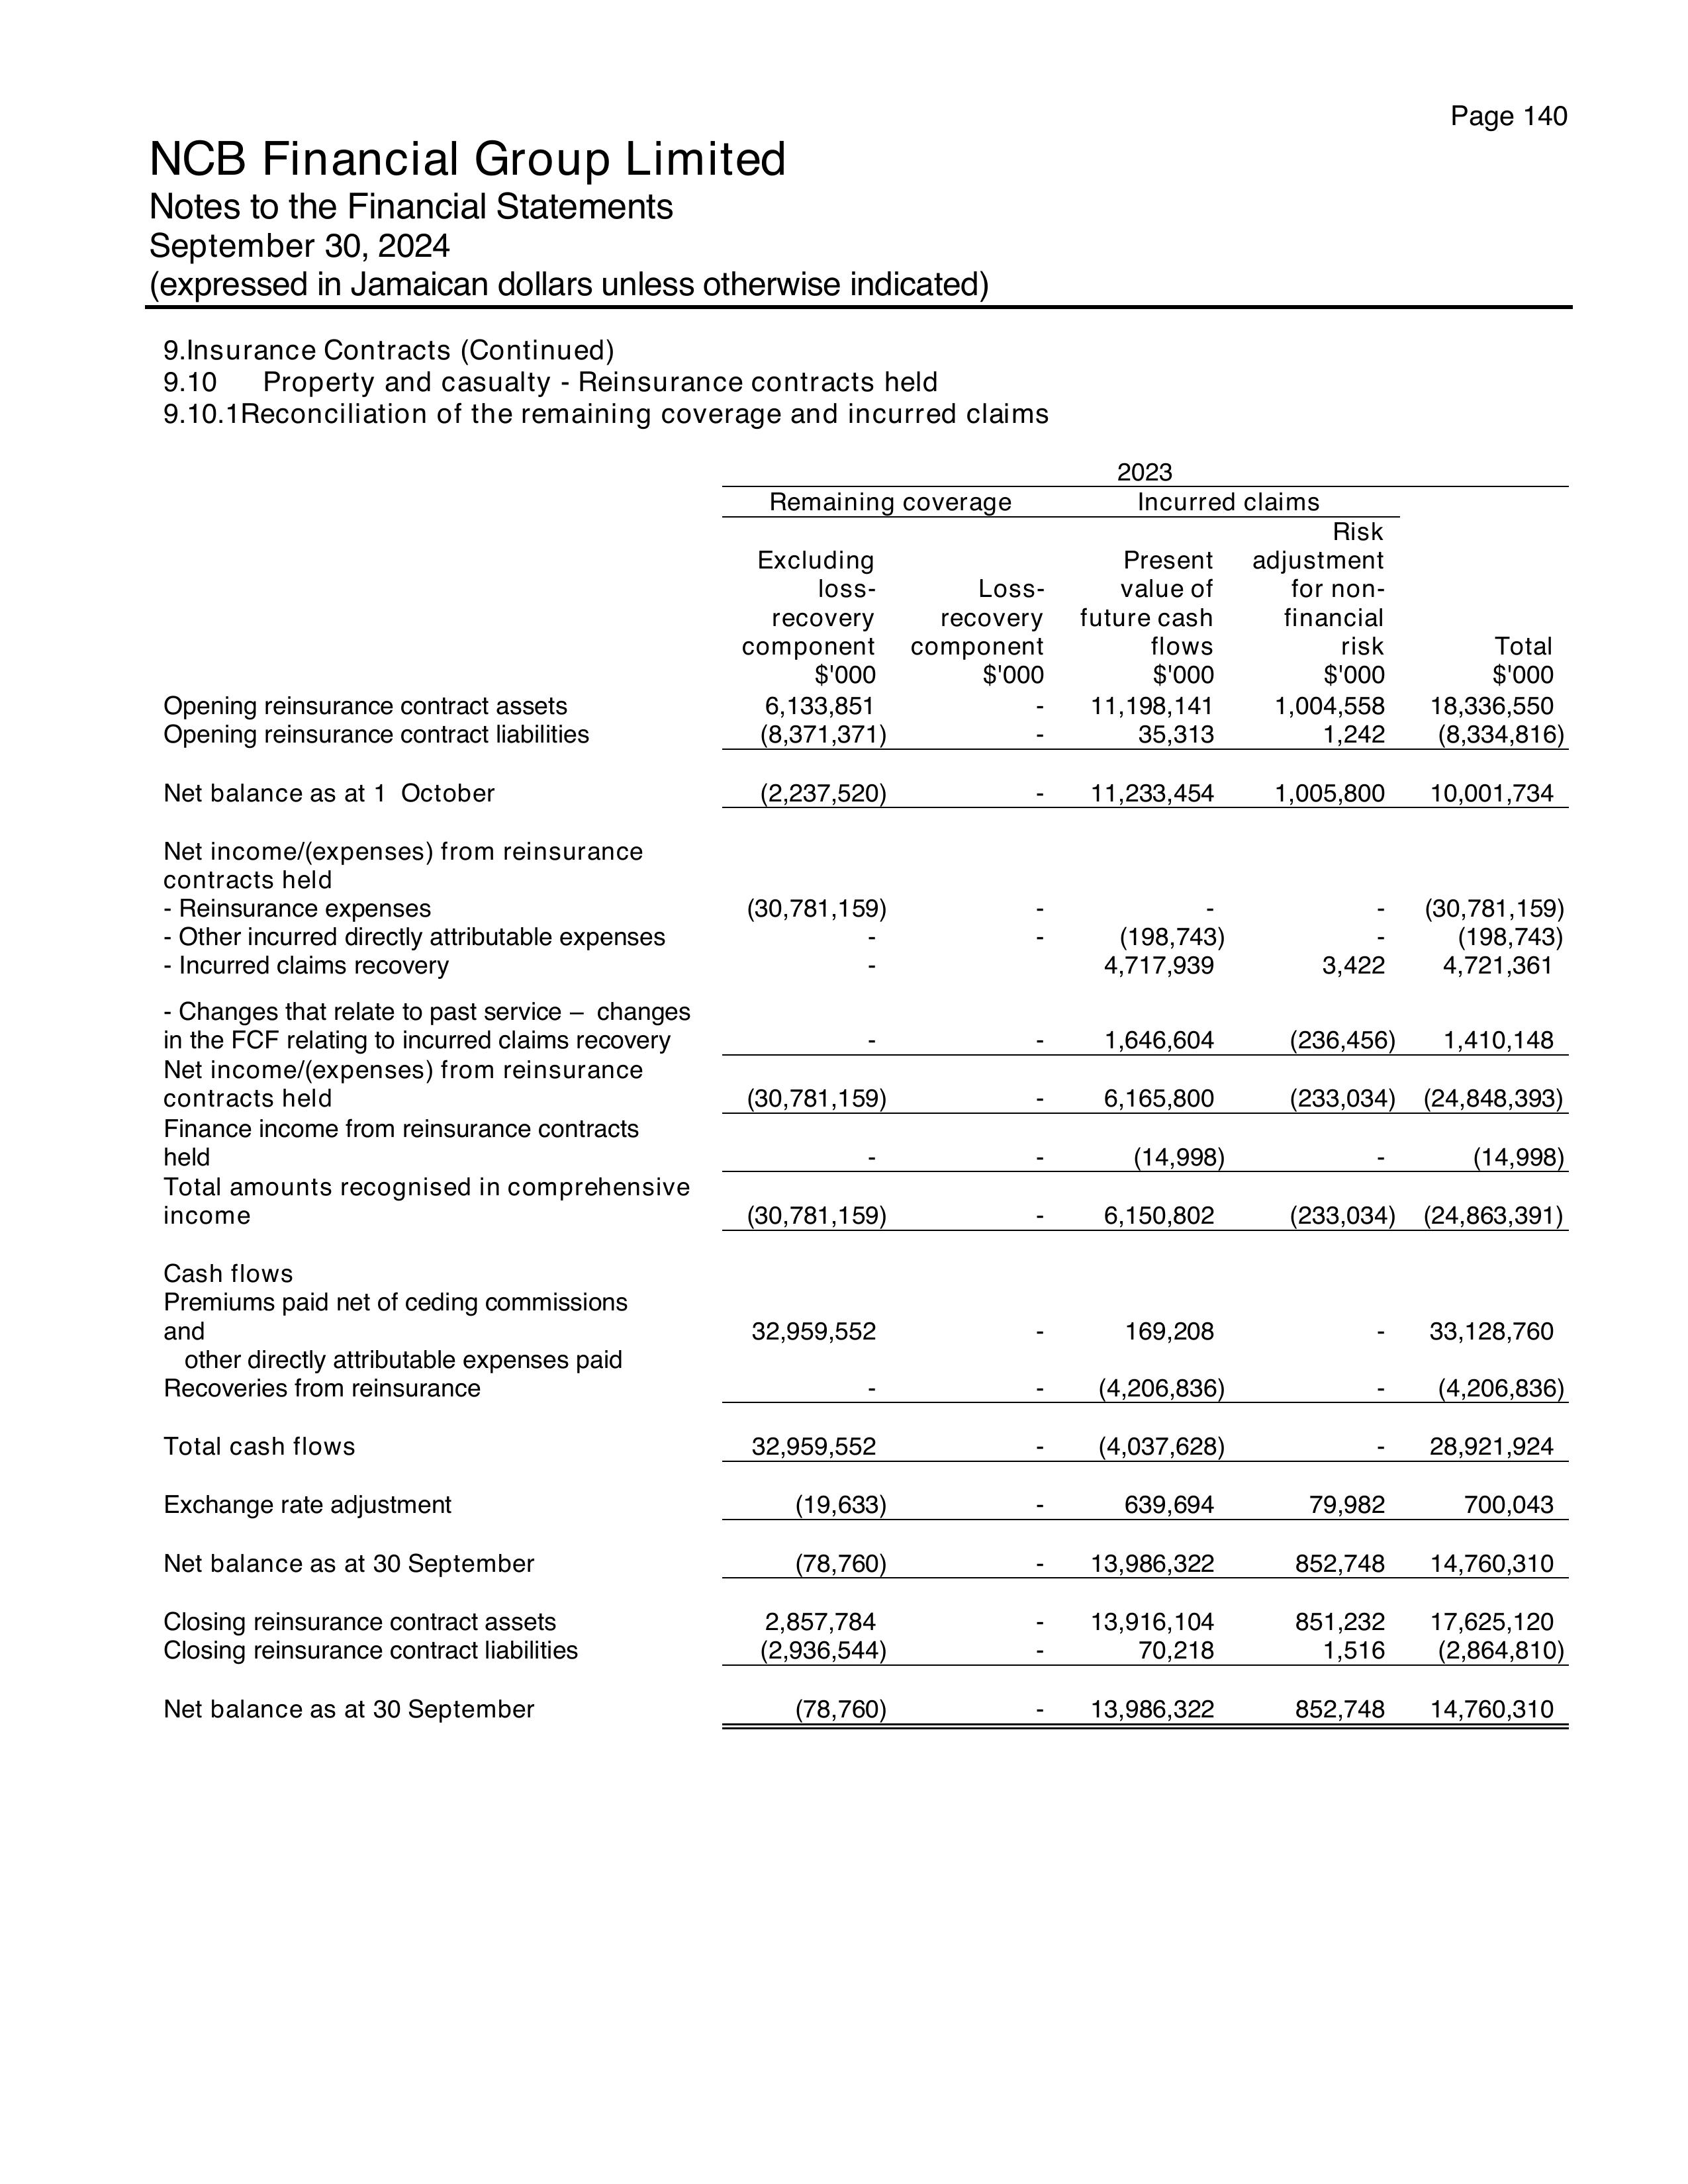 Page 140
NCB Financial Group Limited
Notes to the Financial Statements
September 30, 2024
(expressed in Jamaican dollars unless otherwise indicated)
9.Insurance Contracts (Continued)
9.10 Property and casualty - Reinsurance contracts held
9.10.1Reconciliation of the remaining coverage and incurred claims
2023
Remaining coverage Incurred claims
Risk
Excluding Present adjustment
loss- Loss- value of for non-
recovery recovery future cash financial
component component flows risk Total
$'000 $'000 $'000 $'000 $'000
Opening reinsurance contract assets 6,133,851 - 11,198,141 1,004,558 18,336,550
Opening reinsurance contract liabilities (8,371,371) - 35,313 1,242 (8,334,816)
Net balance as at 1 October (2,237,520) - 11,233,454 1,005,800 10,001,734
Net income/(expenses) from reinsurance
contracts held
- Reinsurance expenses (30,781,159) - - - (30,781,159)
- Other incurred directly attributable expenses - - (198,743) - (198,743)
- Incurred claims recovery - 4,717,939 3,422 4,721,361
- Changes that relate to past service – changes
in the FCF relating to incurred claims recovery - - 1,646,604 (236,456) 1,410,148
Net income/(expenses) from reinsurance
contracts held (30,781,159) - 6,165,800 (233,034) (24,848,393)
Finance income from reinsurance contracts
held - - (14,998) - (14,998)
Total amounts recognised in comprehensive
income (30,781,159) - 6,150,802 (233,034) (24,863,391)
Cash flows
Premiums paid net of ceding commissions
and 32,959,552 - 169,208 - 33,128,760
other directly attributable expenses paid
Recoveries from reinsurance - - (4,206,836) - (4,206,836)
Total cash flows 32,959,552 - (4,037,628) - 28,921,924
Exchange rate adjustment (19,633) - 639,694 79,982 700,043
Net balance as at 30 September (78,760) - 13,986,322 852,748 14,760,310
Closing reinsurance contract assets 2,857,784 - 13,916,104 851,232 17,625,120
Closing reinsurance contract liabilities (2,936,544) - 70,218 1,516 (2,864,810)
Net balance as at 30 September (78,760) - 13,986,322 852,748 14,760,310